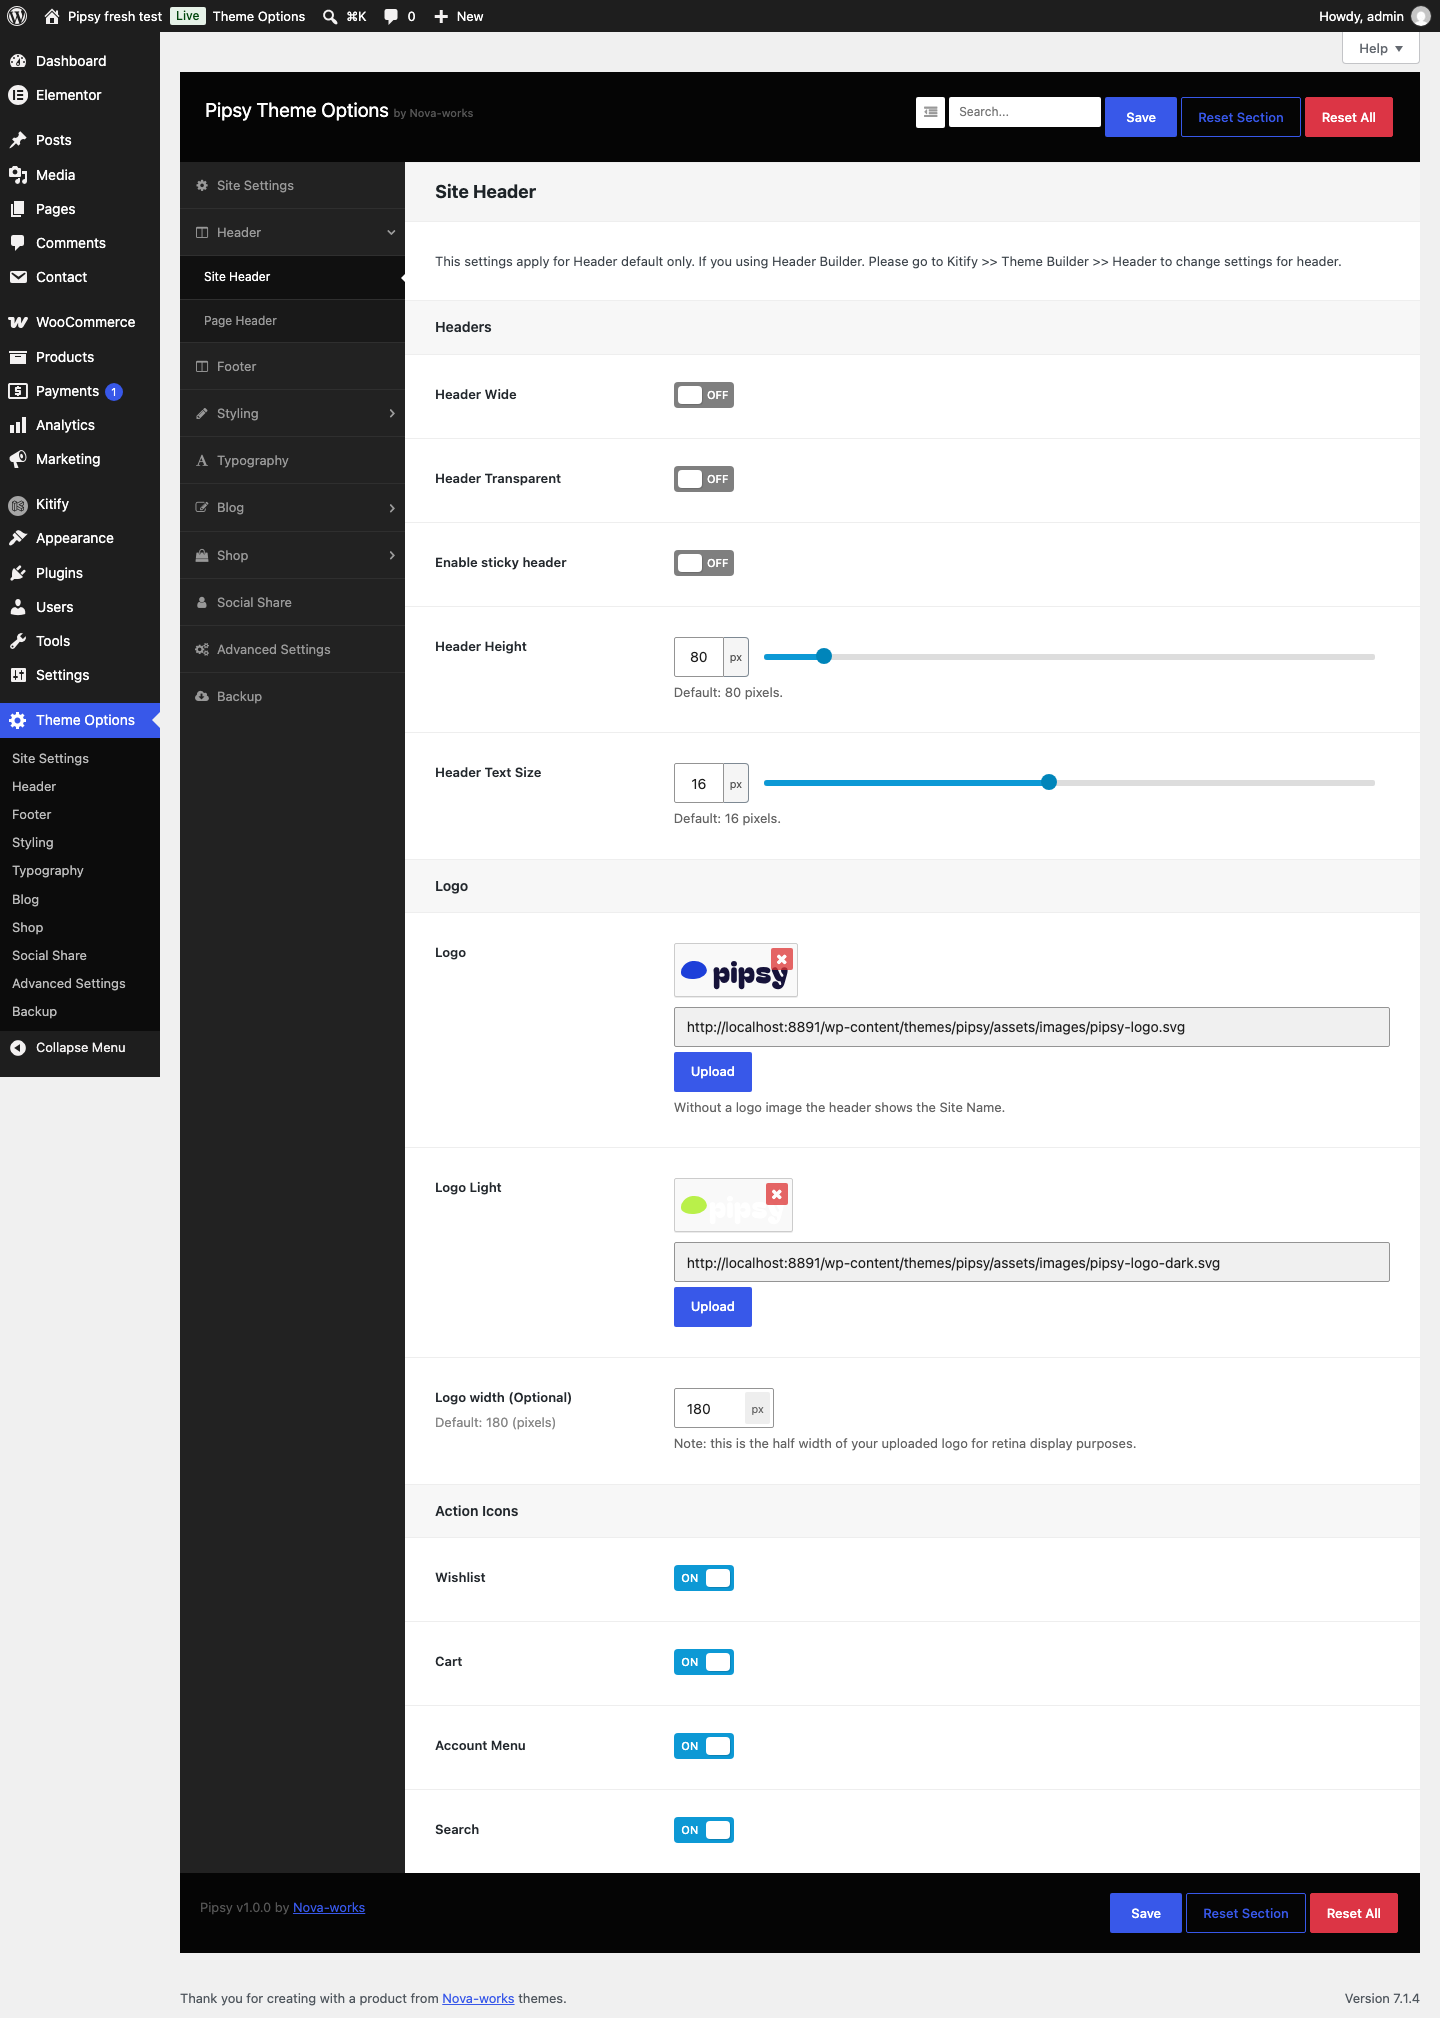 Pipsy fresh test Live Theme Options ⌘K 0 New Howdy, admin
Help
Dashboard
Elementor
Posts
Media
Pages
Comments
Contact
WooCommerce
Products
Payments 1
Analytics
Marketing
Kitify
Appearance
Plugins
Users
Tools
Settings
Theme Options
Site Settings
Header
Footer
Styling
Typography
Blog
Shop
Social Share
Advanced Settings
Backup
Collapse Menu
Pipsy Theme Options by Nova-works
Search...
Save
Reset Section
Reset All
Site Settings
Header
Site Header
Page Header
Footer
Styling
Typography
Blog
Shop
Social Share
Advanced Settings
Backup
Site Header
This settings apply for Header default only. If you using Header Builder. Please go to Kitify >> Theme Builder >> Header to change settings for header.
Headers
Header Wide OFF
Header Transparent OFF
Enable sticky header OFF
Header Height 80 px
Default: 80 pixels.
Header Text Size 16 px
Default: 16 pixels.
Logo
Logo
pipsy
http://localhost:8891/wp-content/themes/pipsy/assets/images/pipsy-logo.svg
Upload
Without a logo image the header shows the Site Name.
Logo Light
pipsy
http://localhost:8891/wp-content/themes/pipsy/assets/images/pipsy-logo-dark.svg
Upload
Logo width (Optional) 180 px
Default: 180 (pixels)
Note: this is the half width of your uploaded logo for retina display purposes.
Action Icons
Wishlist ON
Cart ON
Account Menu ON
Search ON
Pipsy v1.0.0 by Nova-works
Save
Reset Section
Reset All
Thank you for creating with a product from Nova-works themes.
Version 7.1.4